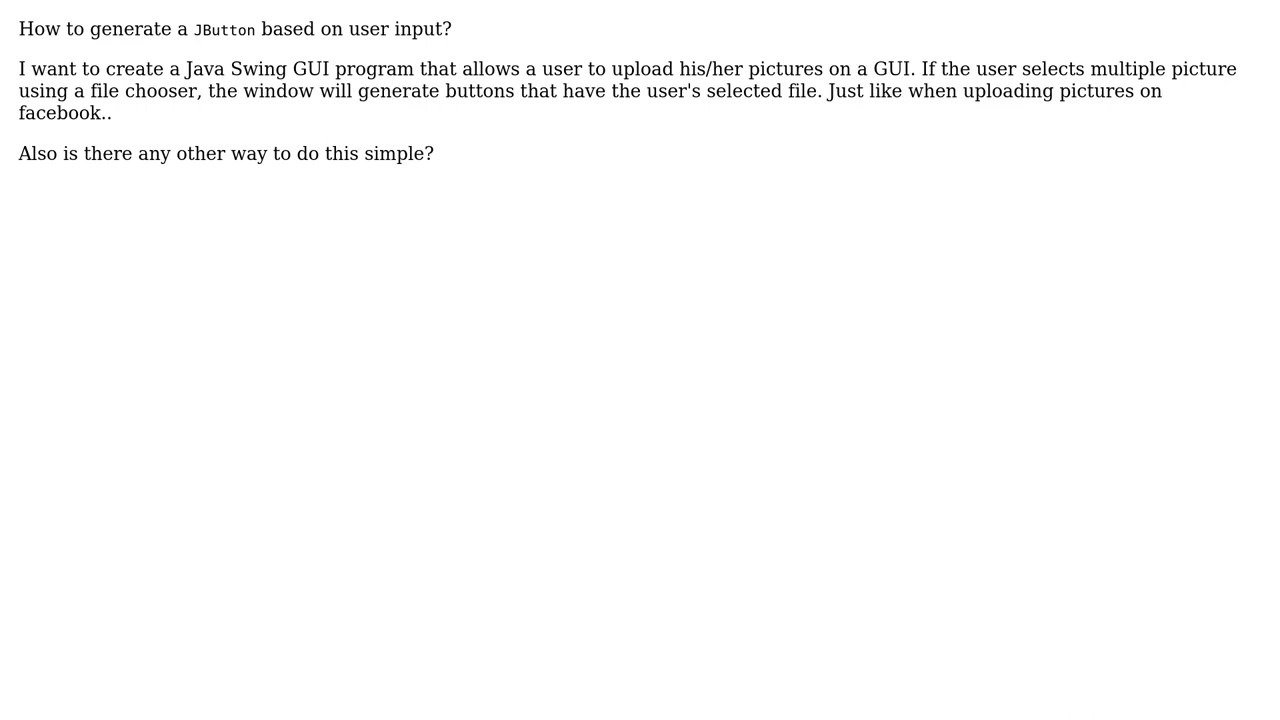 How to generate a JButton based on user input?
I want to create a Java Swing GUI program that allows a user to upload his/her pictures on a GUI. If the user selects multiple picture
using a file chooser, the window will generate buttons that have the user's selected file. Just like when uploading pictures on
facebook..
Also is there any other way to do this simple?